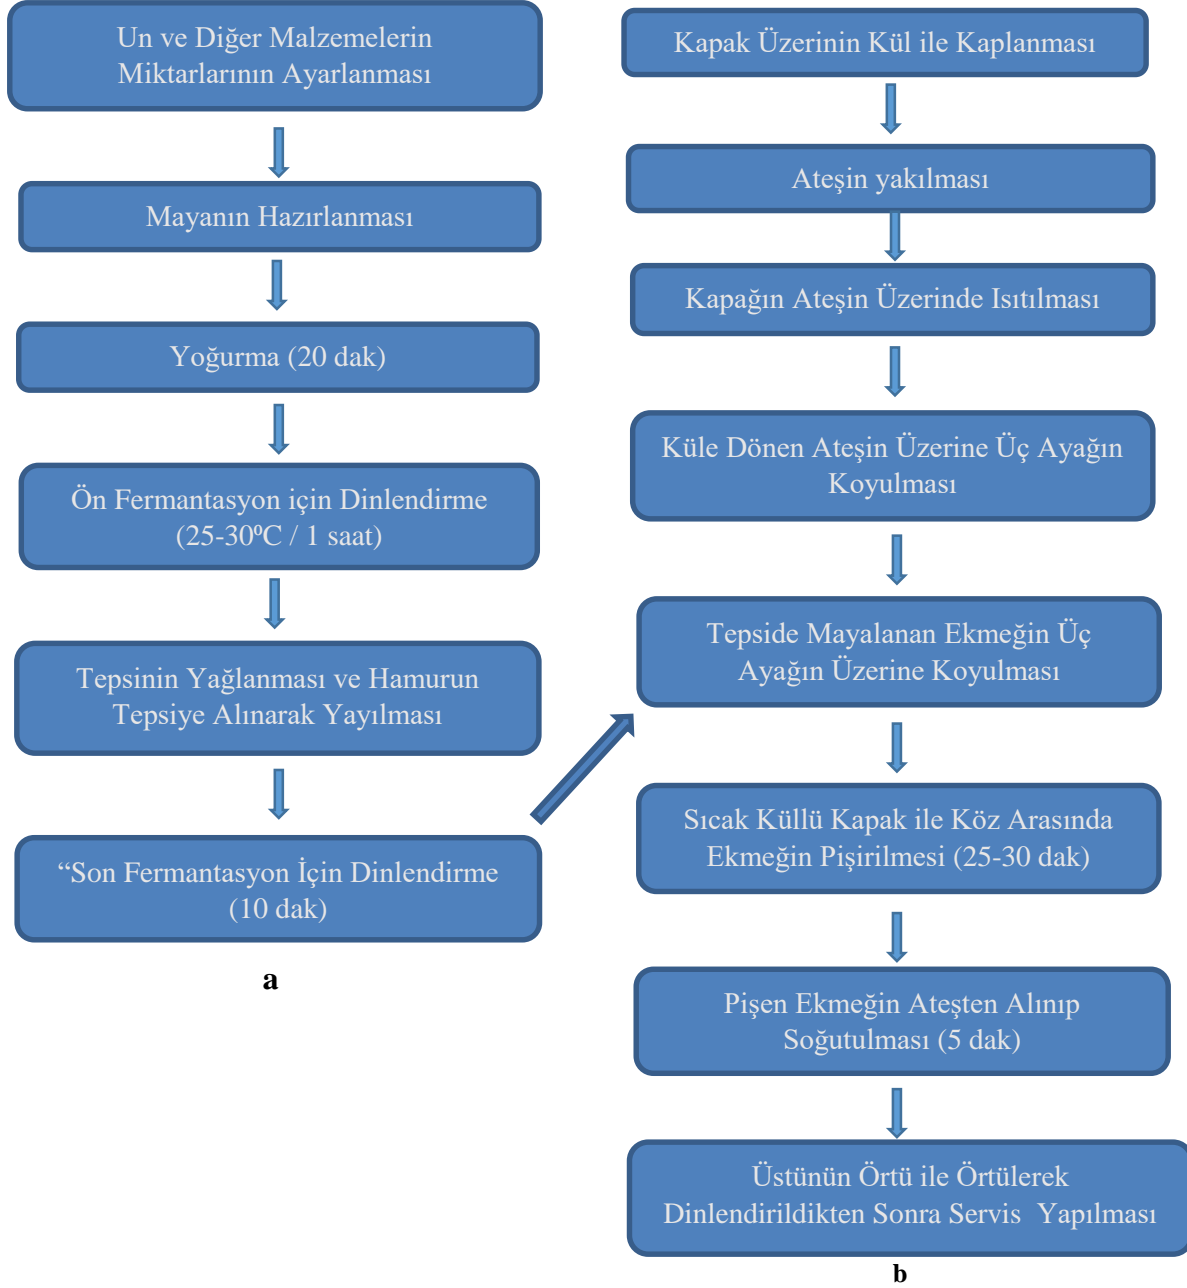 Un ve Diğer Malzemelerin
Miktarlarının Ayarlanması
Mayanın Hazırlanması
Yoğurma (20 dak)
Ön Fermantasyon için Dinlendirme
(25-30⁰C / 1 saat)
Tepsinin Yağlanması ve Hamurun
Tepsiye Alınarak Yayılması
“Son Fermantasyon İçin Dinlendirme
(10 dak)
a
Kapak Üzerinin Kül ile Kaplanması
Ateşin yakılması
Kapağın Ateşin Üzerinde Isıtılması
Küle Dönen Ateşin Üzerine Üç Ayağın
Koyulması
Tepside Mayalanan Ekmeğin Üç
Ayağın Üzerine Koyulması
Sıcak Küllü Kapak ile Köz Arasında
Ekmeğin Pişirilmesi (25-30 dak)
Pişen Ekmeğin Ateşten Alınıp
Soğutulması (5 dak)
Üstünün Örtü ile Örtülerek
Dinlendirildikten Sonra Servis Yapılması
b